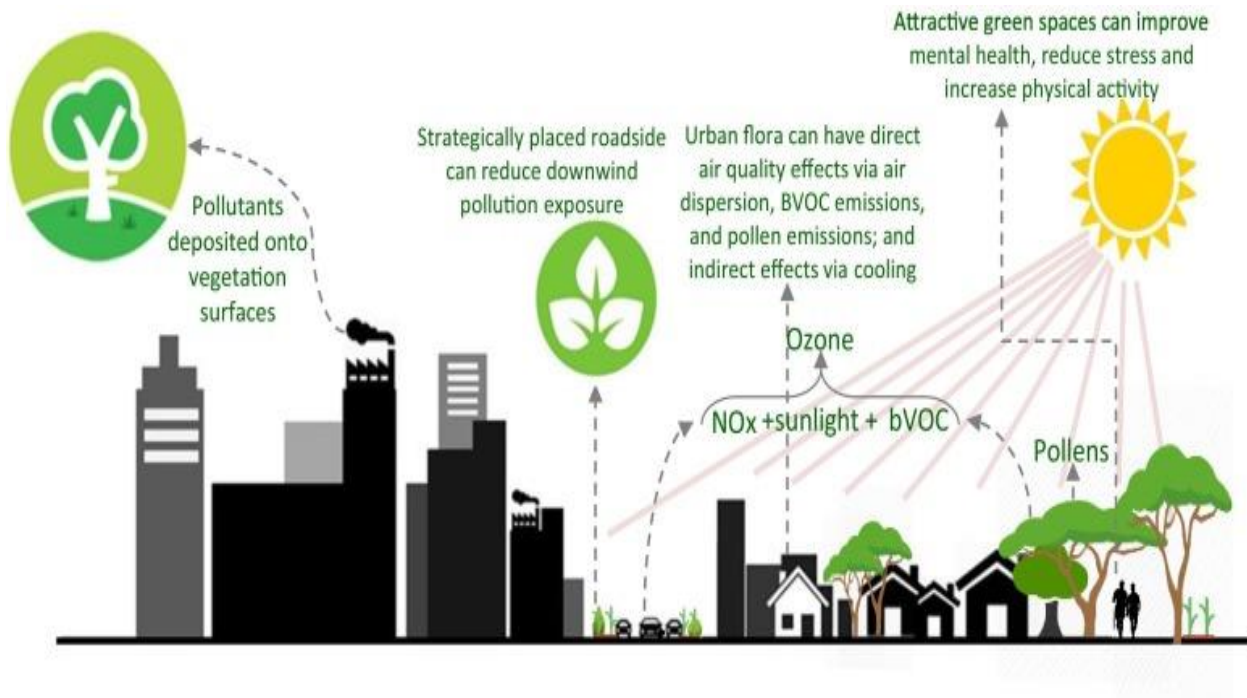 Attractive green spaces can improve
mental health, reduce stress and
increase physical activity
Strategically placed roadside
can reduce downwind
pollution exposure
Urban flora can have direct
air quality effects via air
dispersion, BVOC emissions,
and pollen emissions; and
indirect effects via cooling
Pollutants
deposited onto
vegetation
surfaces
Ozone
NOx +sunlight + bVOC
Pollens